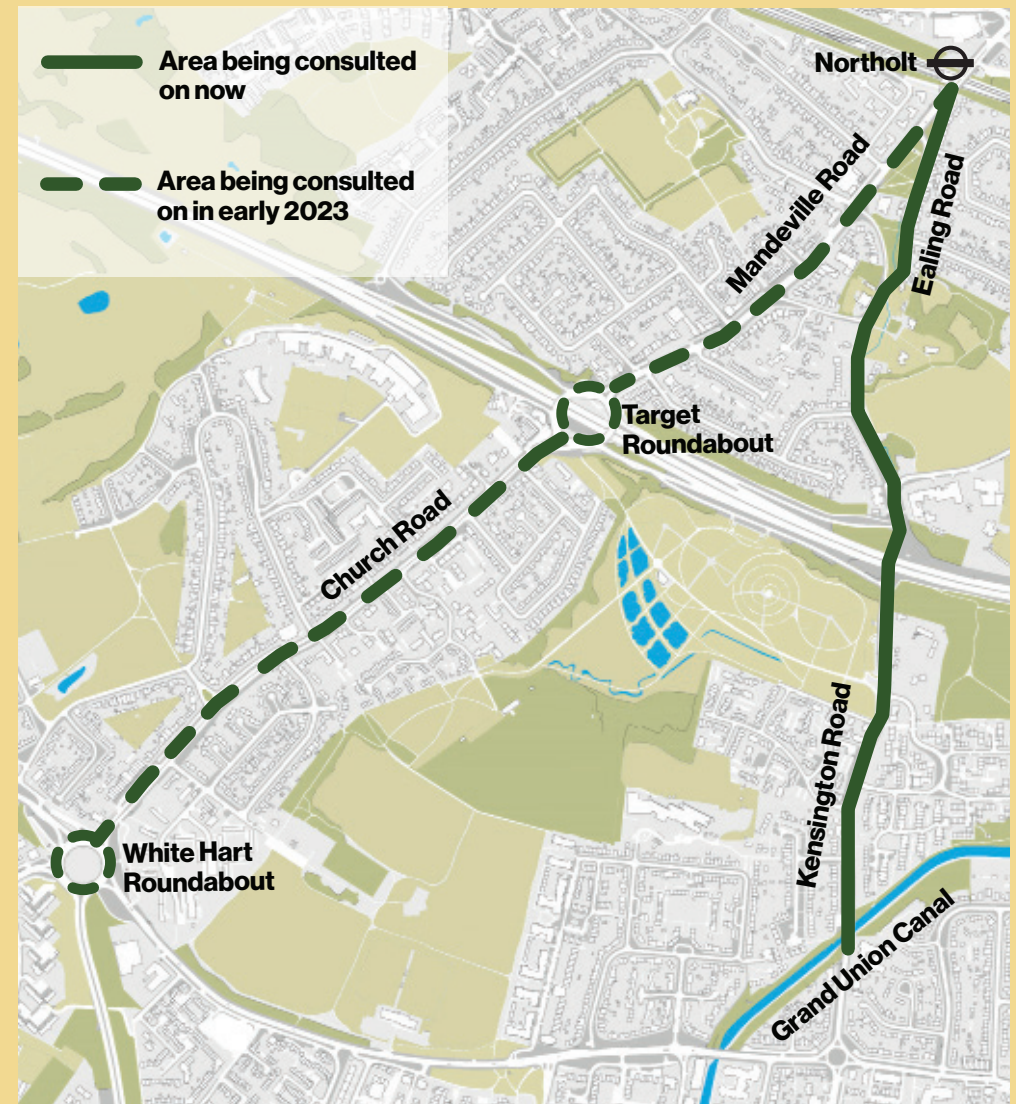 Area being consulted
on now
Area being consulted
on in early 2023
Northolt
Mandeville Road
Ealing Road
Target
Roundabout
Church Road
Kensington Road
White Hart
Roundabout
Grand Union Canal